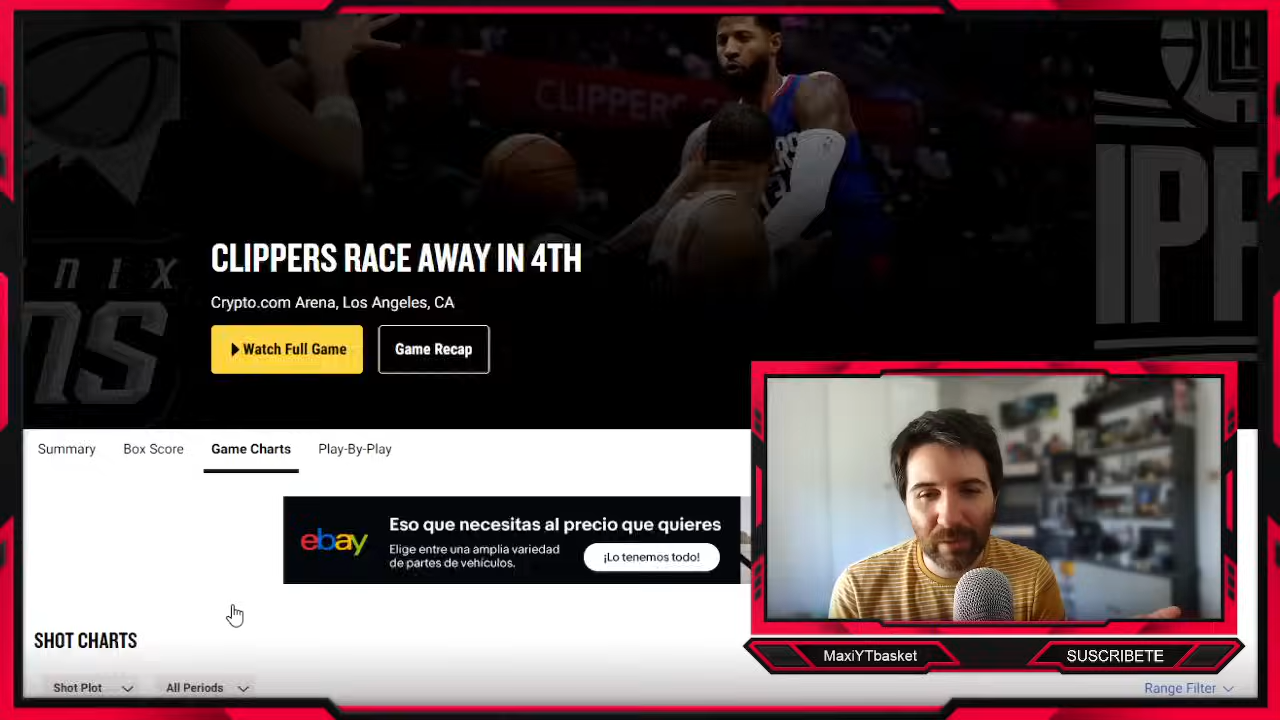 CLIPPERS
CLIPPERS RACE AWAY IN 4TH
Crypto.com Arena, Los Angeles, CA
Watch Full Game
Game Recap
Summary
Box Score
Game Charts
Play-By-Play
ebay
Eso que necesitas al precio que quieres
Elige entre una amplia variedad
de partes de vehículos.
¡Lo tenemos todo!
SHOT CHARTS
Shot Plot
All Periods
Range Filter
MaxiYTbasket
SUSCRIBETE